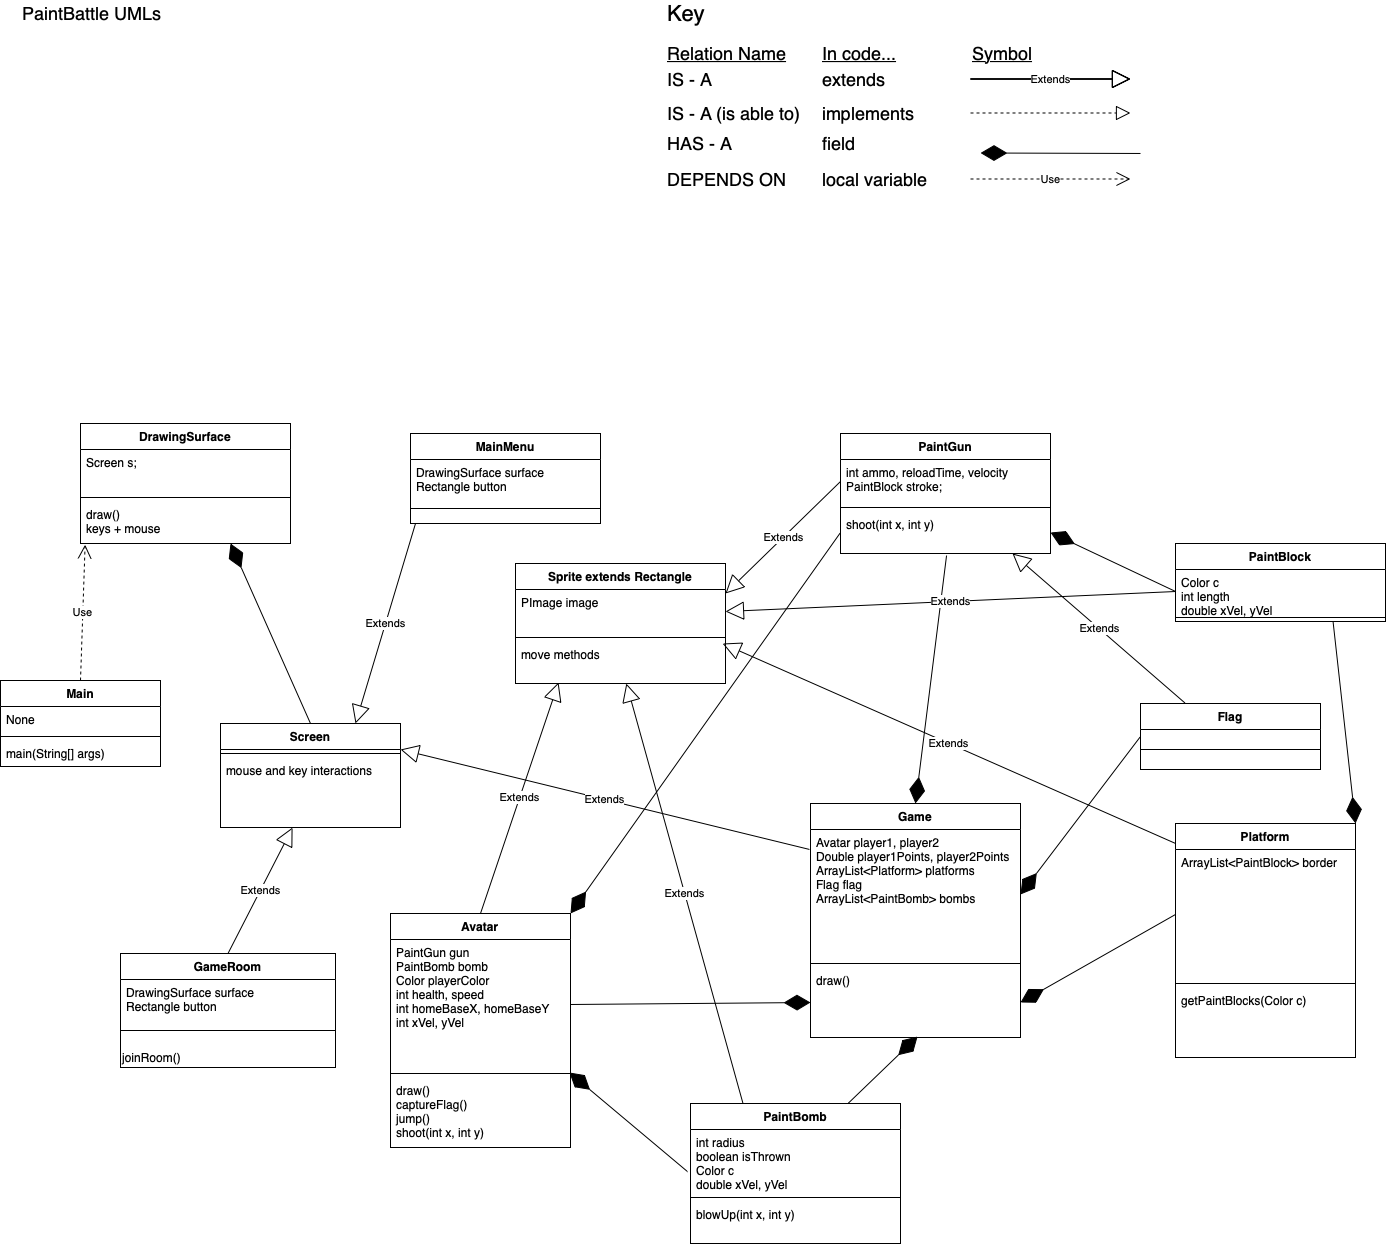 PaintBattle UMLs
Key
Relation Name In code... Symbol
IS - A extends Extends
IS - A (is able to) implements
HAS - A field
DEPENDS ON local variable Use
DrawingSurface
Screen s;
draw()
keys + mouse
MainMenu
DrawingSurface surface
Rectangle button
PaintGun
int ammo, reloadTime, velocity
PaintBlock stroke;
shoot(int x, int y)
Extends
PaintBlock
Color c
int length
double xVel, yVel
Sprite extends Rectangle
PImage image
move methods
Extends
Use
Extends
Extends
Main
None
main(String[] args)
Screen
mouse and key interactions
Flag
Extends
Extends
Extends
Game
Avatar player1, player2
Double player1Points, player2Points
ArrayList<Platform> platforms
Flag flag
ArrayList<PaintBomb> bombs
draw()
Platform
ArrayList<PaintBlock> border
getPaintBlocks(Color c)
Extends
Extends
Avatar
PaintGun gun
PaintBomb bomb
Color playerColor
int health, speed
int homeBaseX, homeBaseY
int xVel, yVel
draw()
captureFlag()
jump()
shoot(int x, int y)
GameRoom
DrawingSurface surface
Rectangle button
joinRoom()
PaintBomb
int radius
boolean isThrown
Color c
double xVel, yVel
blowUp(int x, int y)